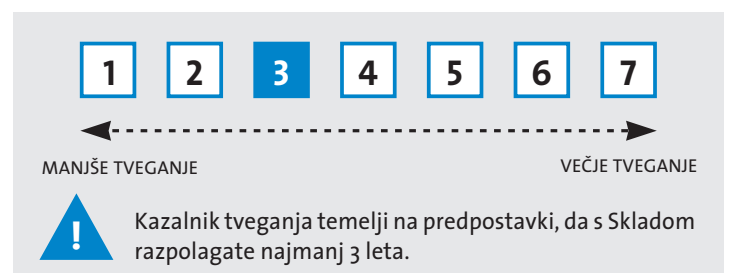 1 2 3 4 5 6 7
MANJŠE TVEGANJE VEČJE TVEGANJE
! Kazalnik tveganja temelji na predpostavki, da s Skladom
razpolagate najmanj 3 leta.